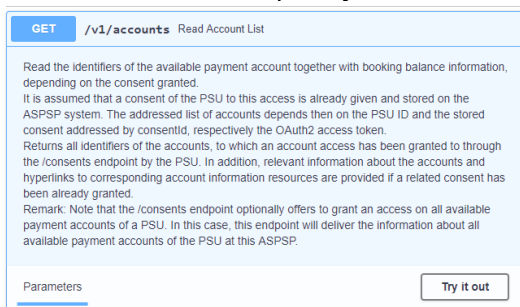 GET /v1/accounts Read Account List
Read the identifiers of the available payment account together with booking balance information,
depending on the consent granted.
It is assumed that a consent of the PSU to this access is already given and stored on the
ASPSP system. The addressed list of accounts depends then on the PSU ID and the stored
consent addressed by consentId, respectively the OAuth2 access token.
Returns all identifiers of the accounts, to which an account access has been granted to through
the /consents endpoint by the PSU. In addition, relevant information about the accounts and
hyperlinks to corresponding account information resources are provided if a related consent has
been already granted.
Remark: Note that the /consents endpoint optionally offers to grant an access on all available
payment accounts of a PSU. In this case, this endpoint will deliver the information about all
available payment accounts of the PSU at this ASPSP.
Parameters Try it out